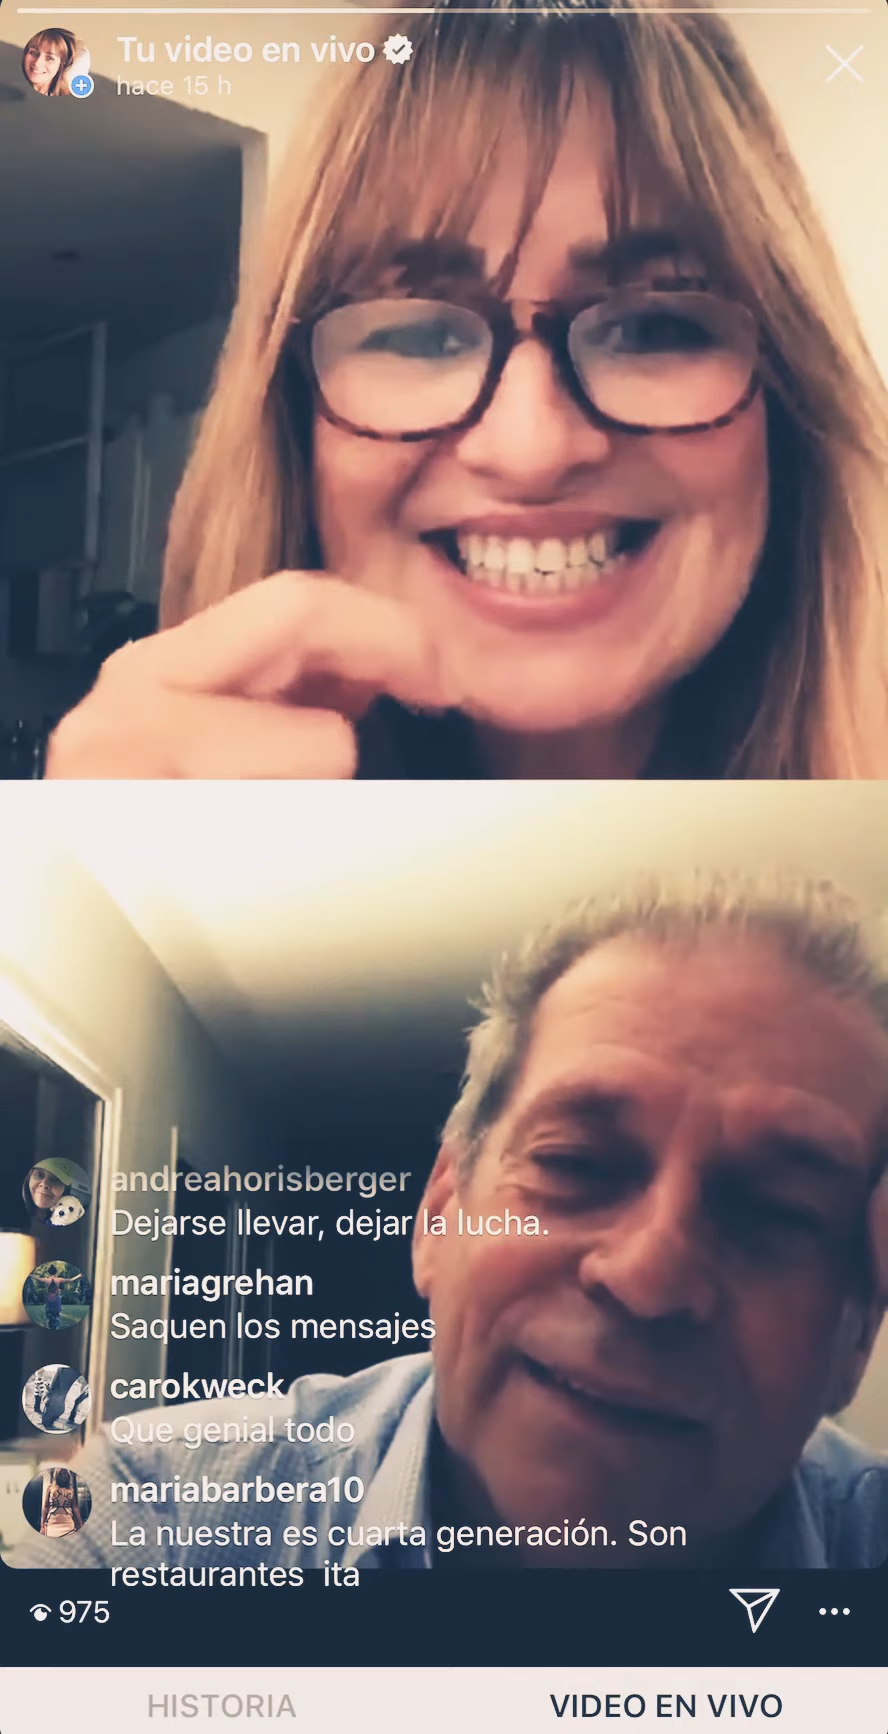 Tu video en vivo
hace 15 h
andreahorisberger
Dejarse llevar, dejar la lucha.
mariagrehan
Saquen los mensajes
carokweck
Que genial todo
mariabarbera10
La nuestra es cuarta generación. Son
restaurantes ita
975
HISTORIA
VIDEO EN VIVO